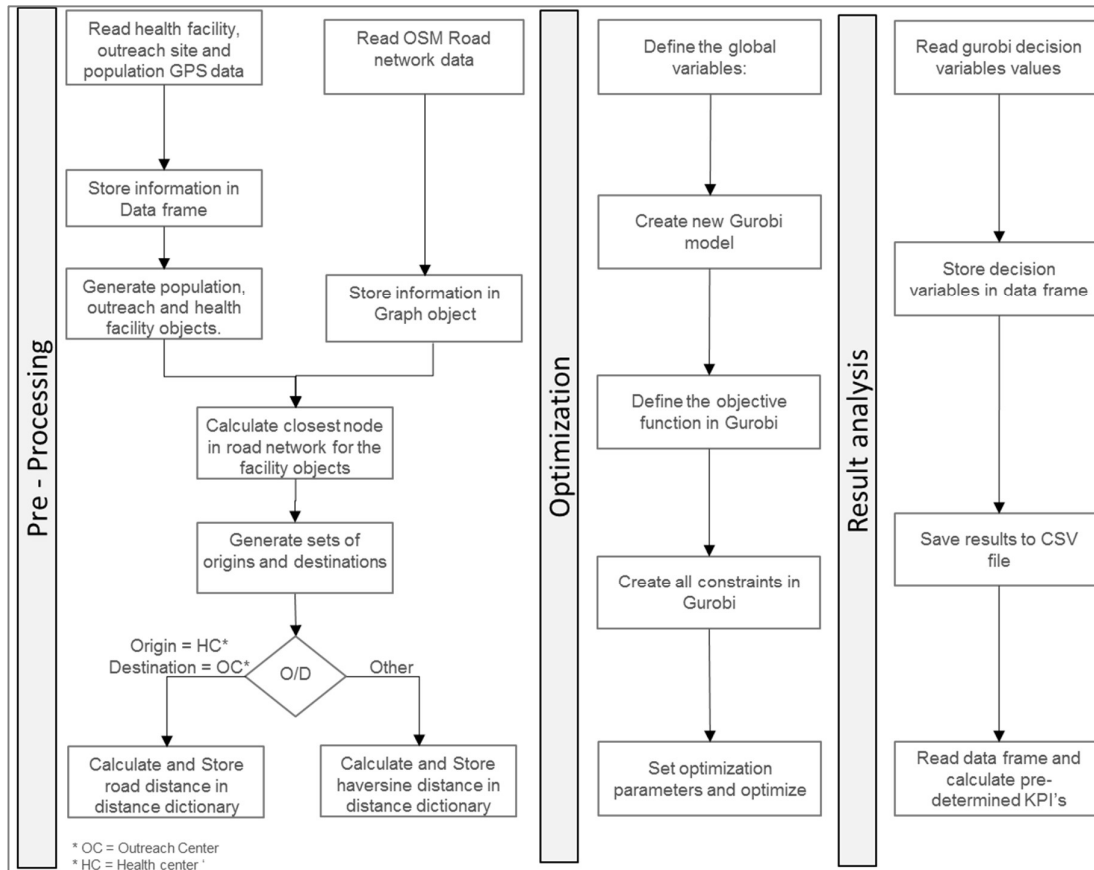 Pre - Processing
Read health facility,
outreach site and
population GPS data
Read OSM Road
network data
Store information in
Data frame
Generate population,
outreach and health
facility objects.
Store information in
Graph object
Calculate closest node
in road network for the
facility objects
Generate sets of
origins and destinations
Origin = HC*
Destination = OC*
O/D
Other
Calculate and Store
road distance in
distance dictionary
Calculate and Store
haversine distance in
distance dictionary
* OC = Outreach Center
* HC = Health center '
Optimization
Define the global
variables:
Create new Gurobi
model
Define the objective
function in Gurobi
Create all constraints in
Gurobi
Set optimization
parameters and optimize
Result analysis
Read gurobi decision
variables values
Store decision
variables in data frame
Save results to CSV
file
Read data frame and
calculate pre-
determined KPI's